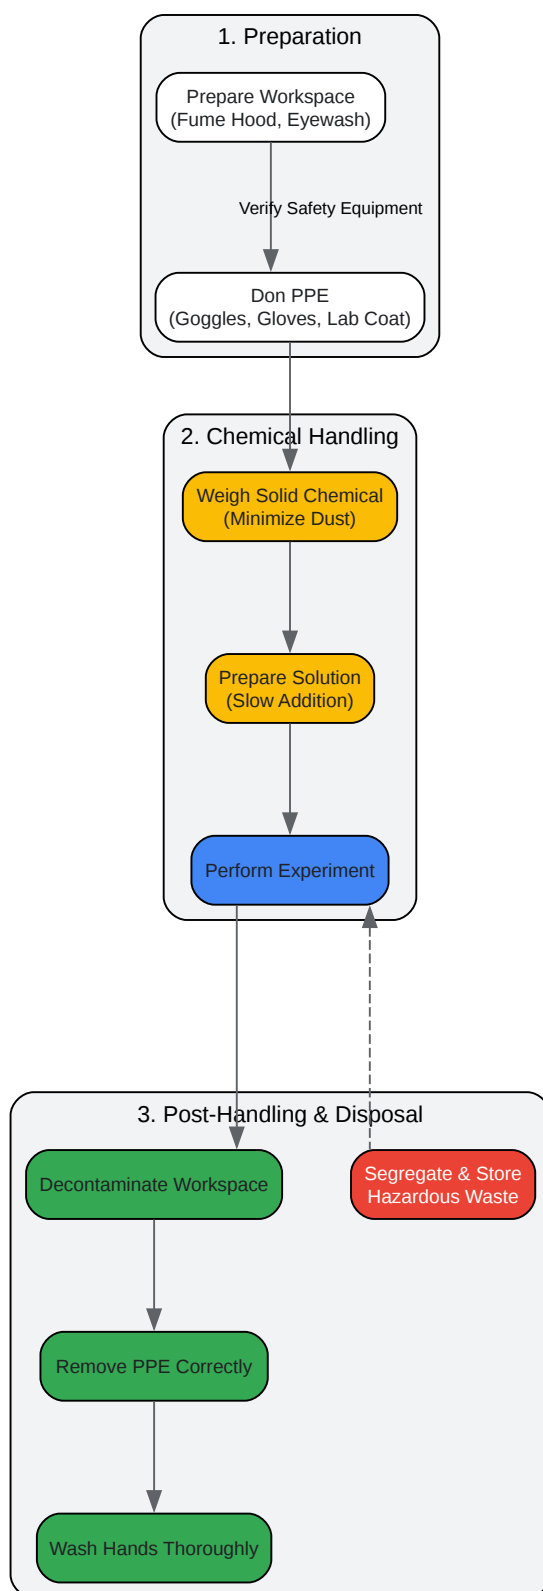 1. Preparation
Prepare Workspace
(Fume Hood, Eyewash)
Verify Safety Equipment
Don PPE
(Goggles, Gloves, Lab Coat)
2. Chemical Handling
Weigh Solid Chemical
(Minimize Dust)
Prepare Solution
(Slow Addition)
Perform Experiment
3. Post-Handling & Disposal
Decontaminate Workspace
Segregate & Store
Hazardous Waste
Remove PPE Correctly
Wash Hands Thoroughly